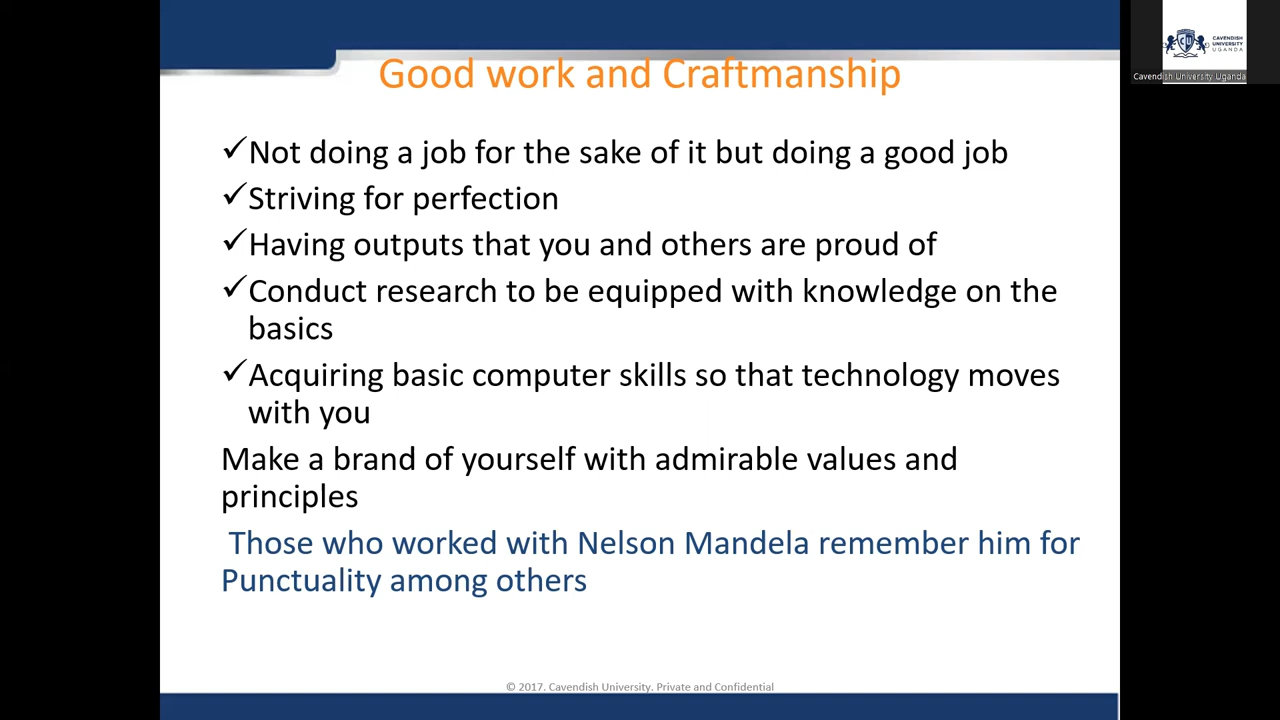 Good work and Craftmanship
✓Not doing a job for the sake of it but doing a good job
✓Striving for perfection
✓Having outputs that you and others are proud of
✓Conduct research to be equipped with knowledge on the
basics
✓Acquiring basic computer skills so that technology moves
with you
Make a brand of yourself with admirable values and
principles
Those who worked with Nelson Mandela remember him for
Punctuality among others
© 2017. Cavendish University. Private and Confidential
CU
CAVENDISH
UNIVERSITY
UGANDA
Cavendish University Uganda